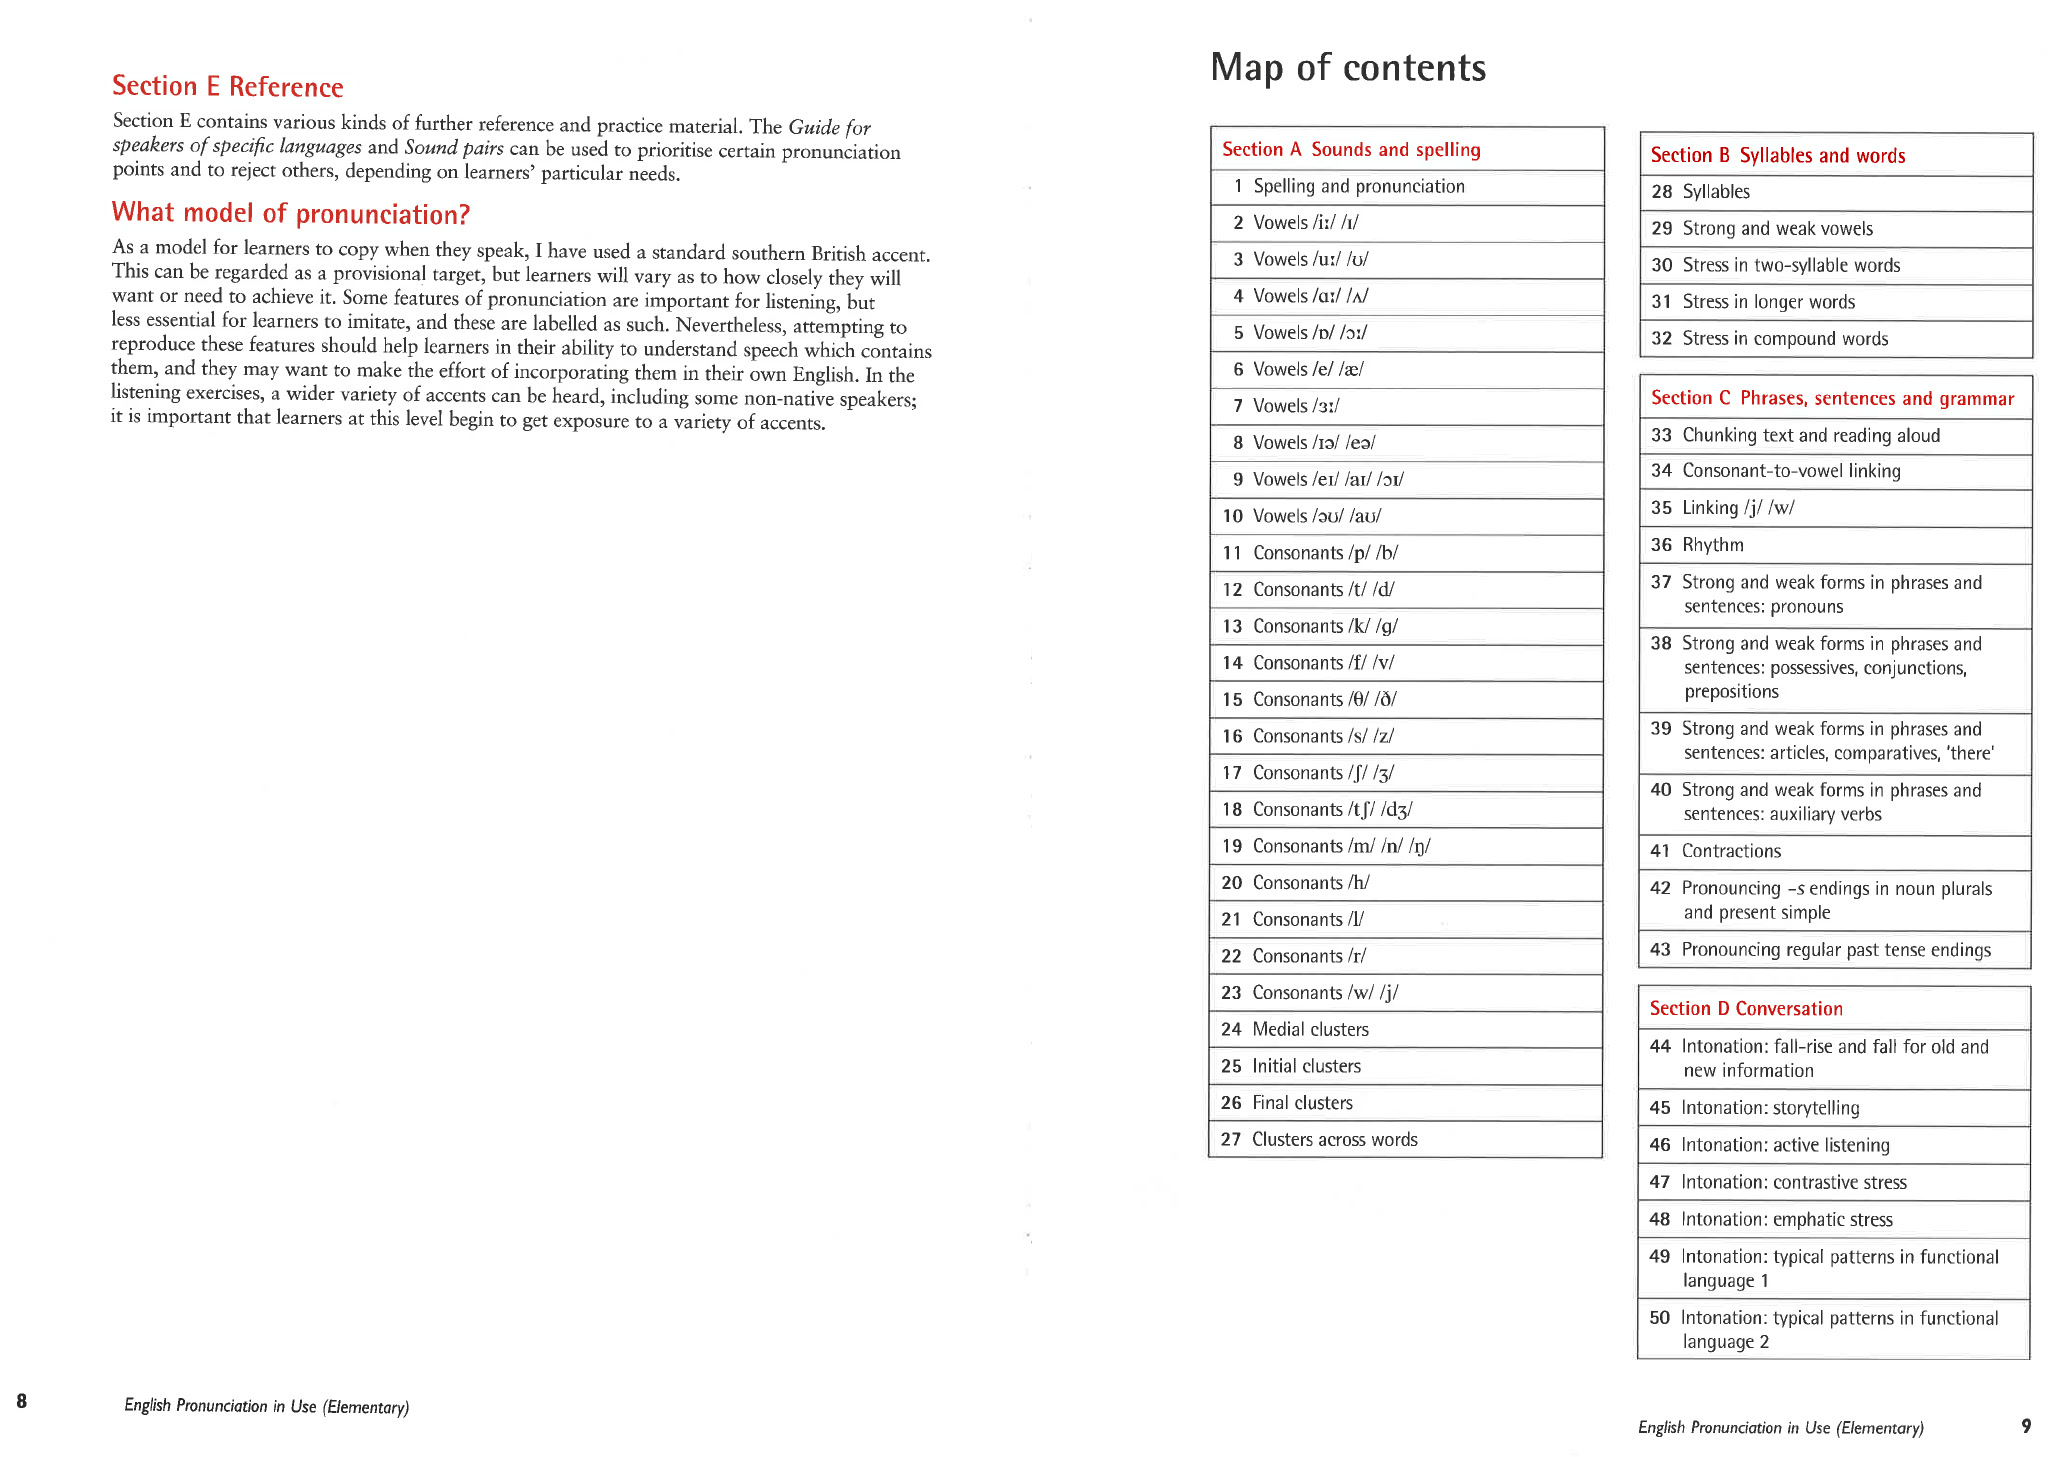 Section E Reference
Section E contains various kinds of further reference and practice material. The Guide for
speakers of specific languages and Sound pairs can be used to prioritise certain pronunciation
points and to reject others, depending on learners' particular needs.
What model of pronunciation?
As a model for learners to copy when they speak, I have used a standard southern British accent.
This can be regarded as a provisional target, but learners will vary as to how closely they will
want or need to achieve it. Some features of pronunciation are important for listening, but
less essential for learners to imitate, and these are labelled as such. Nevertheless, attempting to
reproduce these features should help learners in their ability to understand speech which contains
them, and they may want to make the effort of incorporating them in their own English. In the
listening exercises, a wider variety of accents can be heard, including some non-native speakers;
it is important that learners at this level begin to get exposure to a variety of accents.
8 English Pronunciation in Use (Elementary)
Map of contents
Section A Sounds and spelling
1 Spelling and pronunciation
2 Vowels /iː/ /ɪ/
3 Vowels /uː/ /ʊ/
4 Vowels /ɑː/ /ʌ/
5 Vowels /ɒ/ /ɔː/
6 Vowels /e/ /æ/
7 Vowels /ɜː/
8 Vowels /ɪə/ /eə/
9 Vowels /eɪ/ /aɪ/ /ɔɪ/
10 Vowels /əʊ/ /aʊ/
11 Consonants /p/ /b/
12 Consonants /t/ /d/
13 Consonants /k/ /g/
14 Consonants /f/ /v/
15 Consonants /θ/ /ð/
16 Consonants /s/ /z/
17 Consonants /ʃ/ /ʒ/
18 Consonants /tʃ/ /dʒ/
19 Consonants /m/ /n/ /ŋ/
20 Consonants /h/
21 Consonants /l/
22 Consonants /r/
23 Consonants /w/ /j/
24 Medial clusters
25 Initial clusters
26 Final clusters
27 Clusters across words
Section B Syllables and words
28 Syllables
29 Strong and weak vowels
30 Stress in two-syllable words
31 Stress in longer words
32 Stress in compound words
Section C Phrases, sentences and grammar
33 Chunking text and reading aloud
34 Consonant-to-vowel linking
35 Linking /j/ /w/
36 Rhythm
37 Strong and weak forms in phrases and
sentences: pronouns
38 Strong and weak forms in phrases and
sentences: possessives, conjunctions,
prepositions
39 Strong and weak forms in phrases and
sentences: articles, comparatives, 'there'
40 Strong and weak forms in phrases and
sentences: auxiliary verbs
41 Contractions
42 Pronouncing –s endings in noun plurals
and present simple
43 Pronouncing regular past tense endings
Section D Conversation
44 Intonation: fall-rise and fall for old and
new information
45 Intonation: storytelling
46 Intonation: active listening
47 Intonation: contrastive stress
48 Intonation: emphatic stress
49 Intonation: typical patterns in functional
language 1
50 Intonation: typical patterns in functional
language 2
English Pronunciation in Use (Elementary) 9